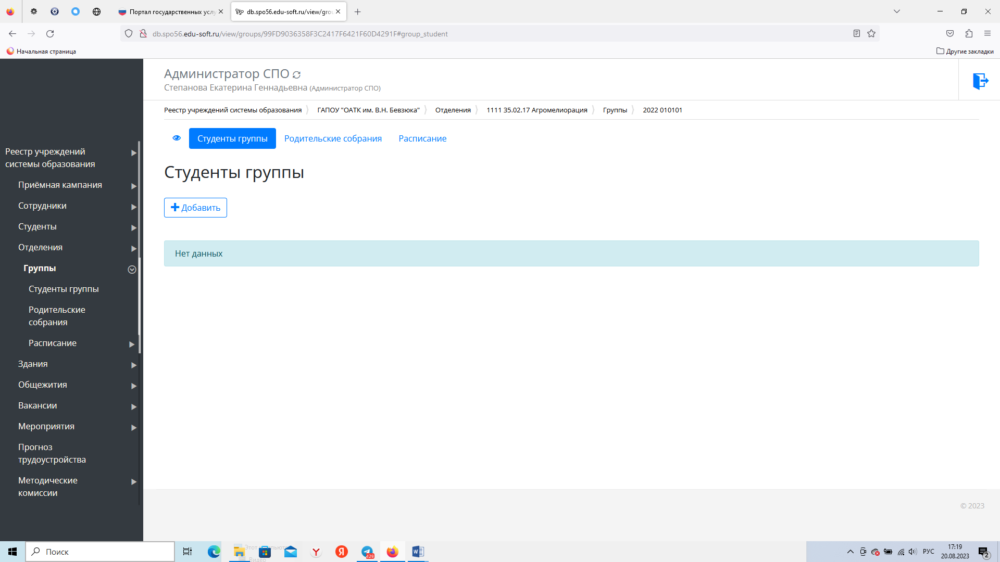 Портал государственных услу
db.spo56.edu-soft.ru/view/grou
db.spo56.edu-soft.ru/view/groups/99FD9036358F3C2417F6421F60D4291F#group_student
Начальная страница
Другие закладки
Администратор СПО
Степанова Екатерина Геннадьевна (Администратор СПО)
Реестр учреждений системы образования
ГАПОУ "ОАТК им. В.Н. Бевзюка"
Отделения
1111 35.02.17 Агромелиорация
Группы
2022 010101
Студенты группы
Родительские собрания
Расписание
Студенты группы
Добавить
Нет данных
Реестр учреждений
системы образования
Приёмная кампания
Сотрудники
Студенты
Отделения
Группы
Студенты группы
Родительские
собрания
Расписание
Здания
Общежития
Вакансии
Мероприятия
Прогноз
трудоустройства
Методические
комиссии
© 2023
Поиск
Этот
Видео
429
РУС
17:19
20.08.2023
2